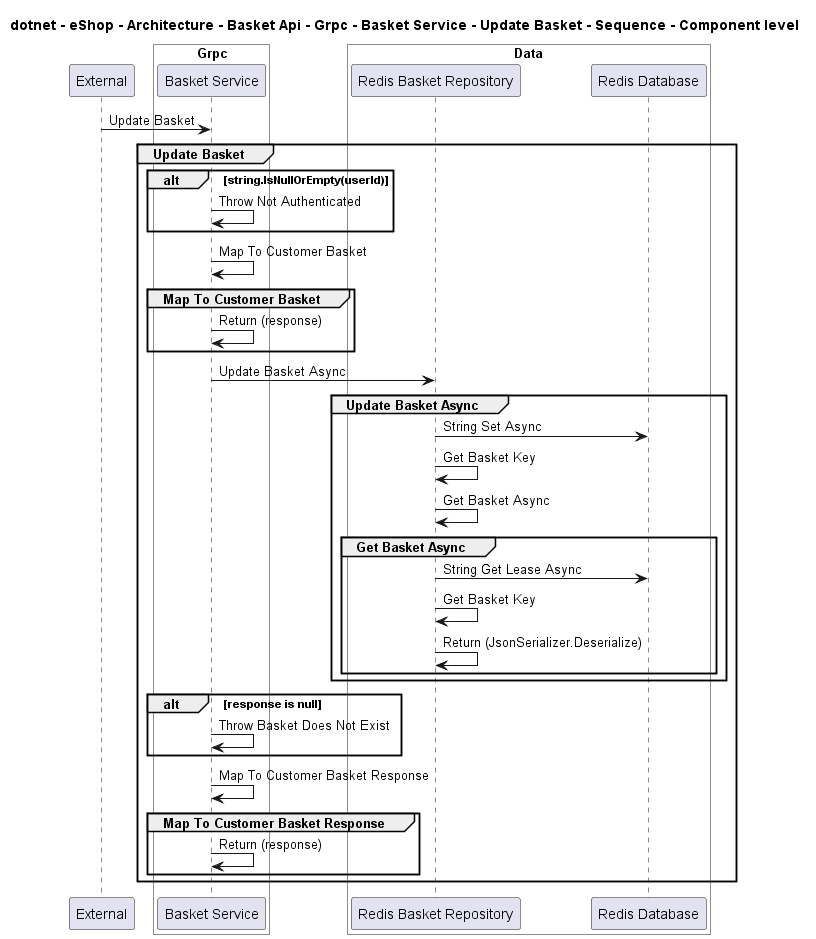 dotnet - eShop - Architecture - Basket Api - Grpc - Basket Service - Update Basket - Sequence - Component level
Grpc Data
External Basket Service Redis Basket Repository Redis Database
Update Basket
Update Basket
alt [string.IsNullOrEmpty(userId)]
Throw Not Authenticated
Map To Customer Basket
Map To Customer Basket
Return (response)
Update Basket Async
Update Basket Async
String Set Async
Get Basket Key
Get Basket Async
Get Basket Async
String Get Lease Async
Get Basket Key
Return (JsonSerializer.Deserialize)
alt [response is null]
Throw Basket Does Not Exist
Map To Customer Basket Response
Map To Customer Basket Response
Return (response)
External Basket Service Redis Basket Repository Redis Database